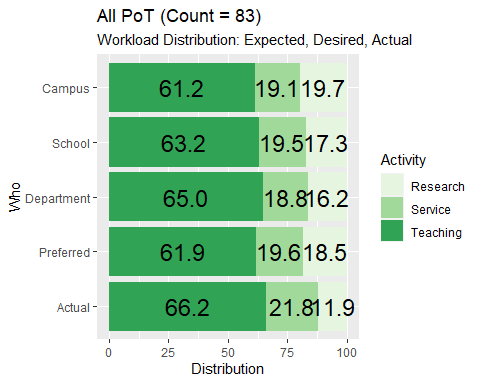 All PoT (Count = 83)
Workload Distribution: Expected, Desired, Actual
Who
Campus 61.2 19.1 19.7
School 63.2 19.5 17.3
Department 65.0 18.8 16.2
Preferred 61.9 19.6 18.5
Actual 66.2 21.8 11.9
0 25 50 75 100
Distribution
Activity
Research
Service
Teaching